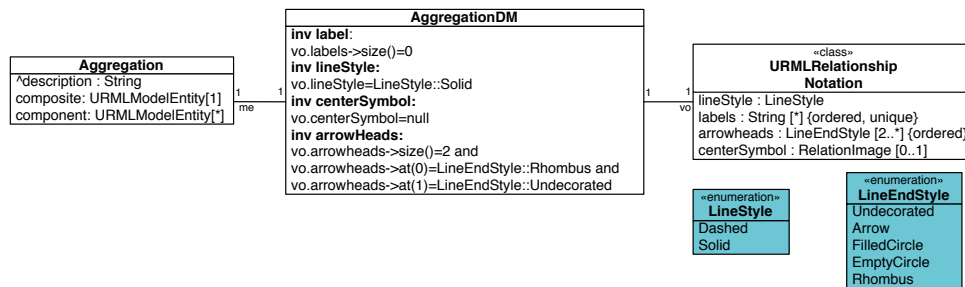 Aggregation
^description : String
composite: URMLModelEntity[1]
component: URMLModelEntity[*]
1
me
1
AggregationDM
inv label:
vo.labels->size()=0
inv lineStyle:
vo.lineStyle=LineStyle::Solid
inv centerSymbol:
vo.centerSymbol=null
inv arrowHeads:
vo.arrowheads->size()=2 and
vo.arrowheads->at(0)=LineEndStyle::Rhombus and
vo.arrowheads->at(1)=LineEndStyle::Undecorated
1
1
vo
«class»
URMLRelationship
Notation
lineStyle : LineStyle
labels : String [*] {ordered, unique}
arrowheads : LineEndStyle [2..*] {ordered}
centerSymbol : RelationImage [0..1]
«enumeration»
LineStyle
Dashed
Solid
«enumeration»
LineEndStyle
Undecorated
Arrow
FilledCircle
EmptyCircle
Rhombus